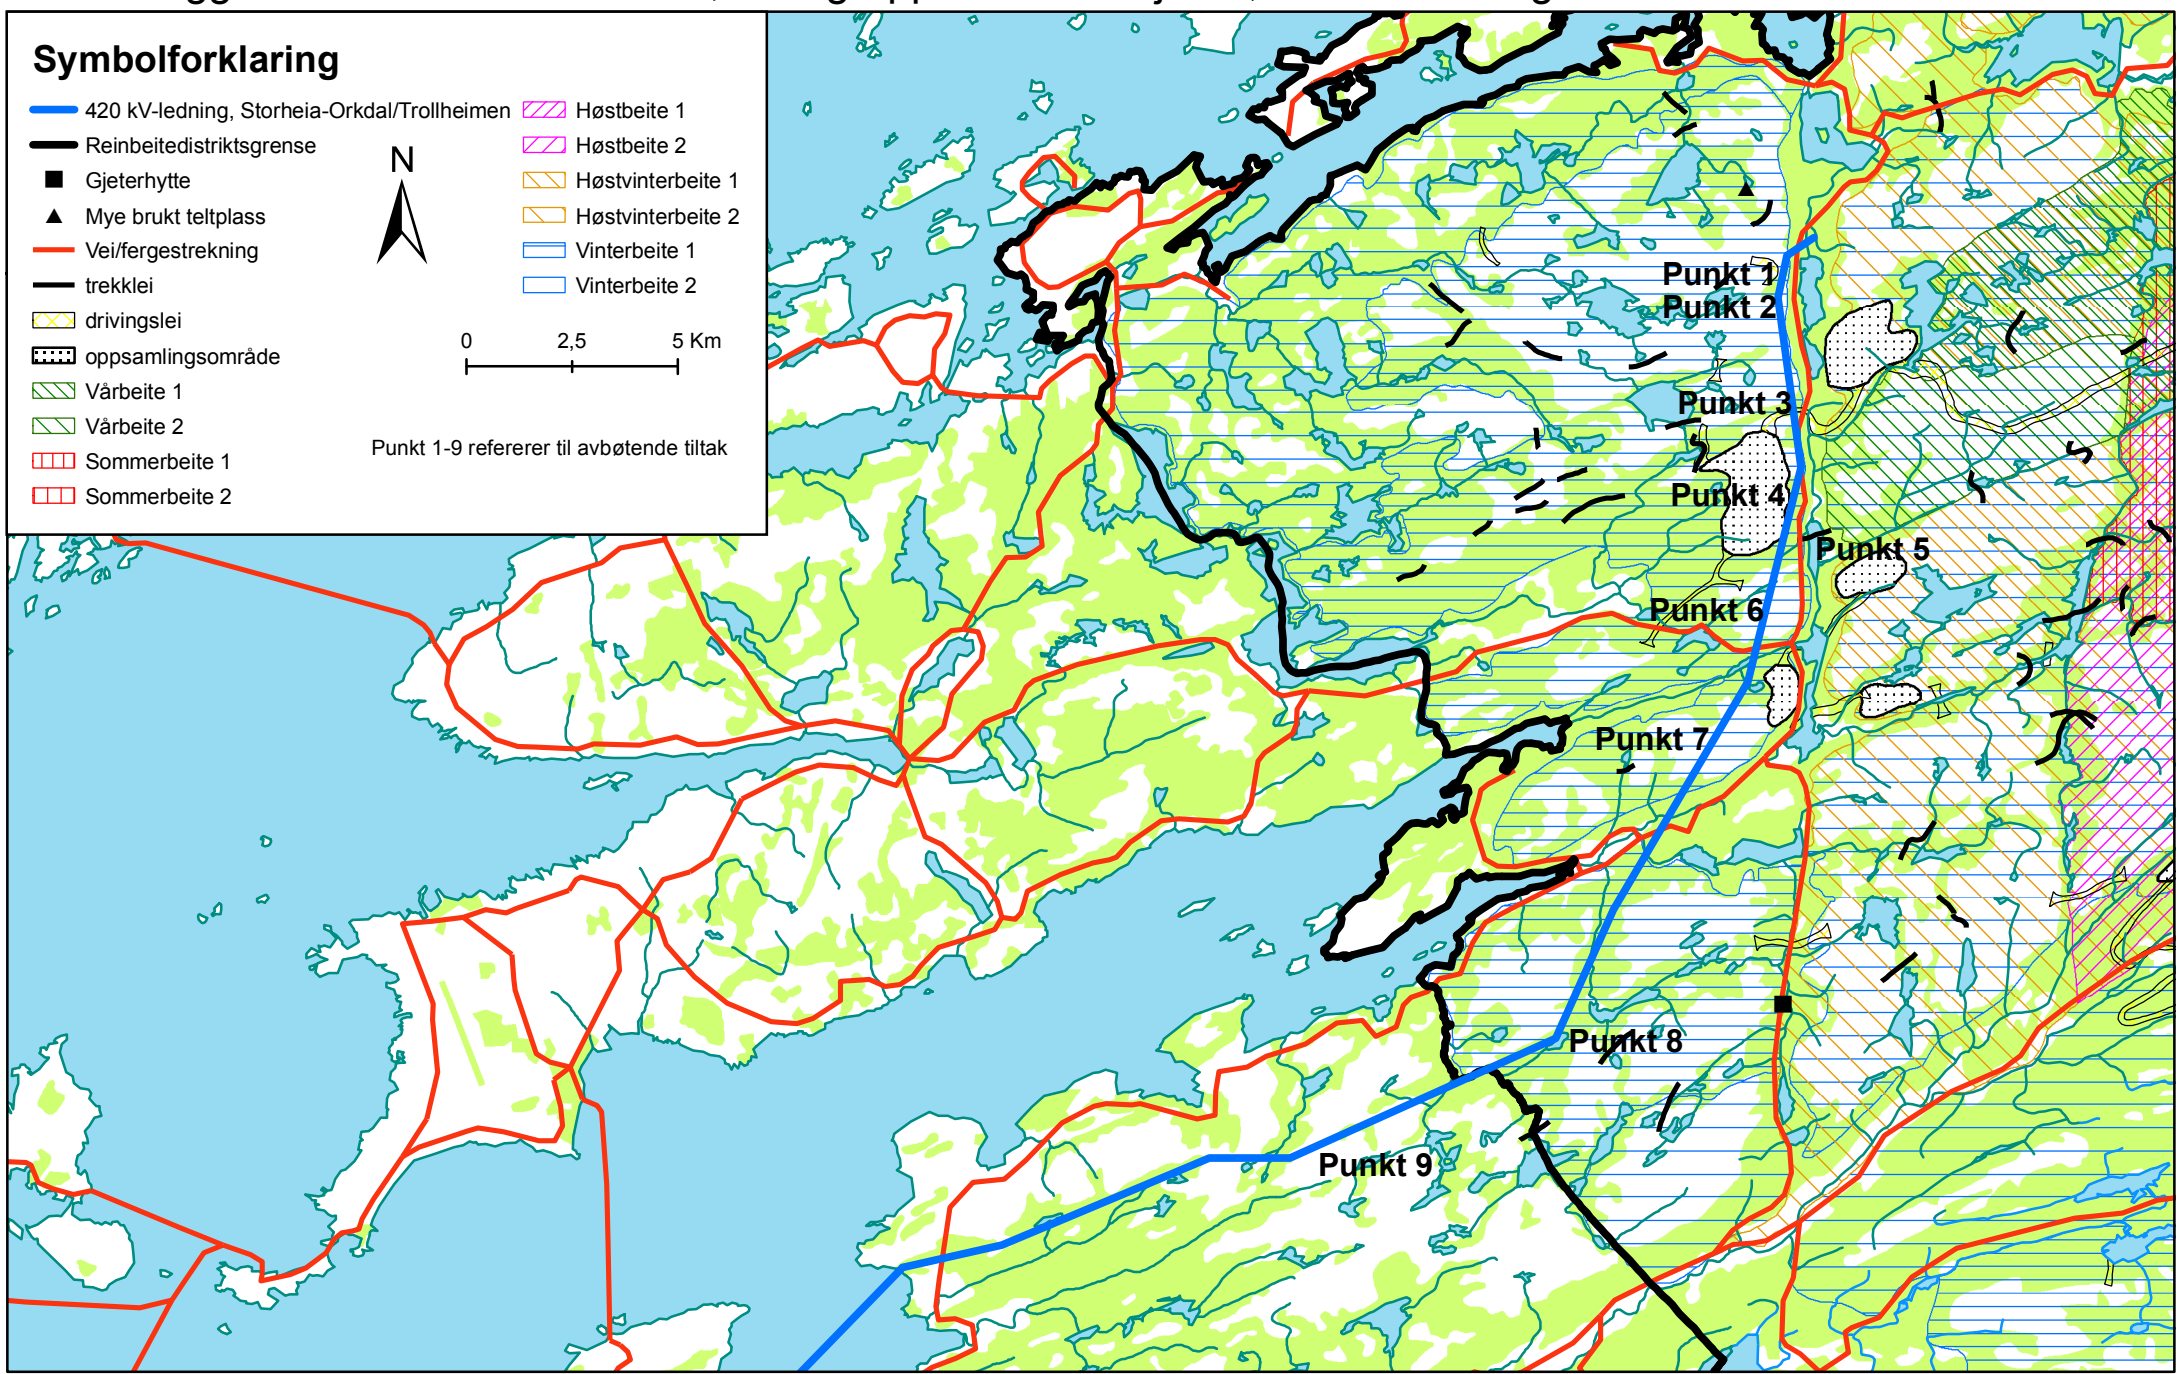 Symbolforklaring
420 kV-ledning, Storheia-Orkdal/Trollheimen
Reinbeitedistriktsgrense
Gjeterhytte
Mye brukt teltplass
Vei/fergestrekning
trekklei
drivingslei
oppsamlingsområde
Vårbeite 1
Vårbeite 2
Sommerbeite 1
Sommerbeite 2
Høstbeite 1
Høstbeite 2
Høstvinterbeite 1
Høstvinterbeite 2
Vinterbeite 1
Vinterbeite 2
N
0 2,5 5 Km
Punkt 1-9 refererer til avbøtende tiltak
Punkt 1
Punkt 2
Punkt 3
Punkt 4
Punkt 5
Punkt 6
Punkt 7
Punkt 8
Punkt 9